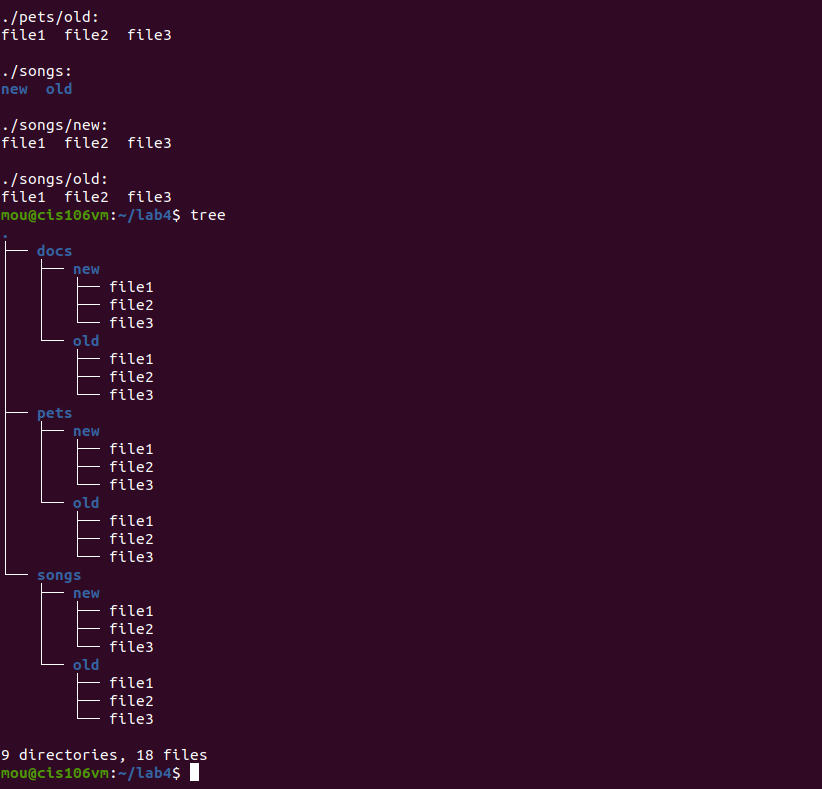 ./pets/old:
file1  file2  file3

./songs:
new  old

./songs/new:
file1  file2  file3

./songs/old:
file1  file2  file3
mou@cis106vm:~/lab4$ tree
.
├── docs
│   ├── new
│   │   ├── file1
│   │   ├── file2
│   │   └── file3
│   └── old
│       ├── file1
│       ├── file2
│       └── file3
├── pets
│   ├── new
│   │   ├── file1
│   │   ├── file2
│   │   └── file3
│   └── old
│       ├── file1
│       ├── file2
│       └── file3
└── songs
    ├── new
    │   ├── file1
    │   ├── file2
    │   └── file3
    └── old
        ├── file1
        ├── file2
        └── file3

9 directories, 18 files
mou@cis106vm:~/lab4$